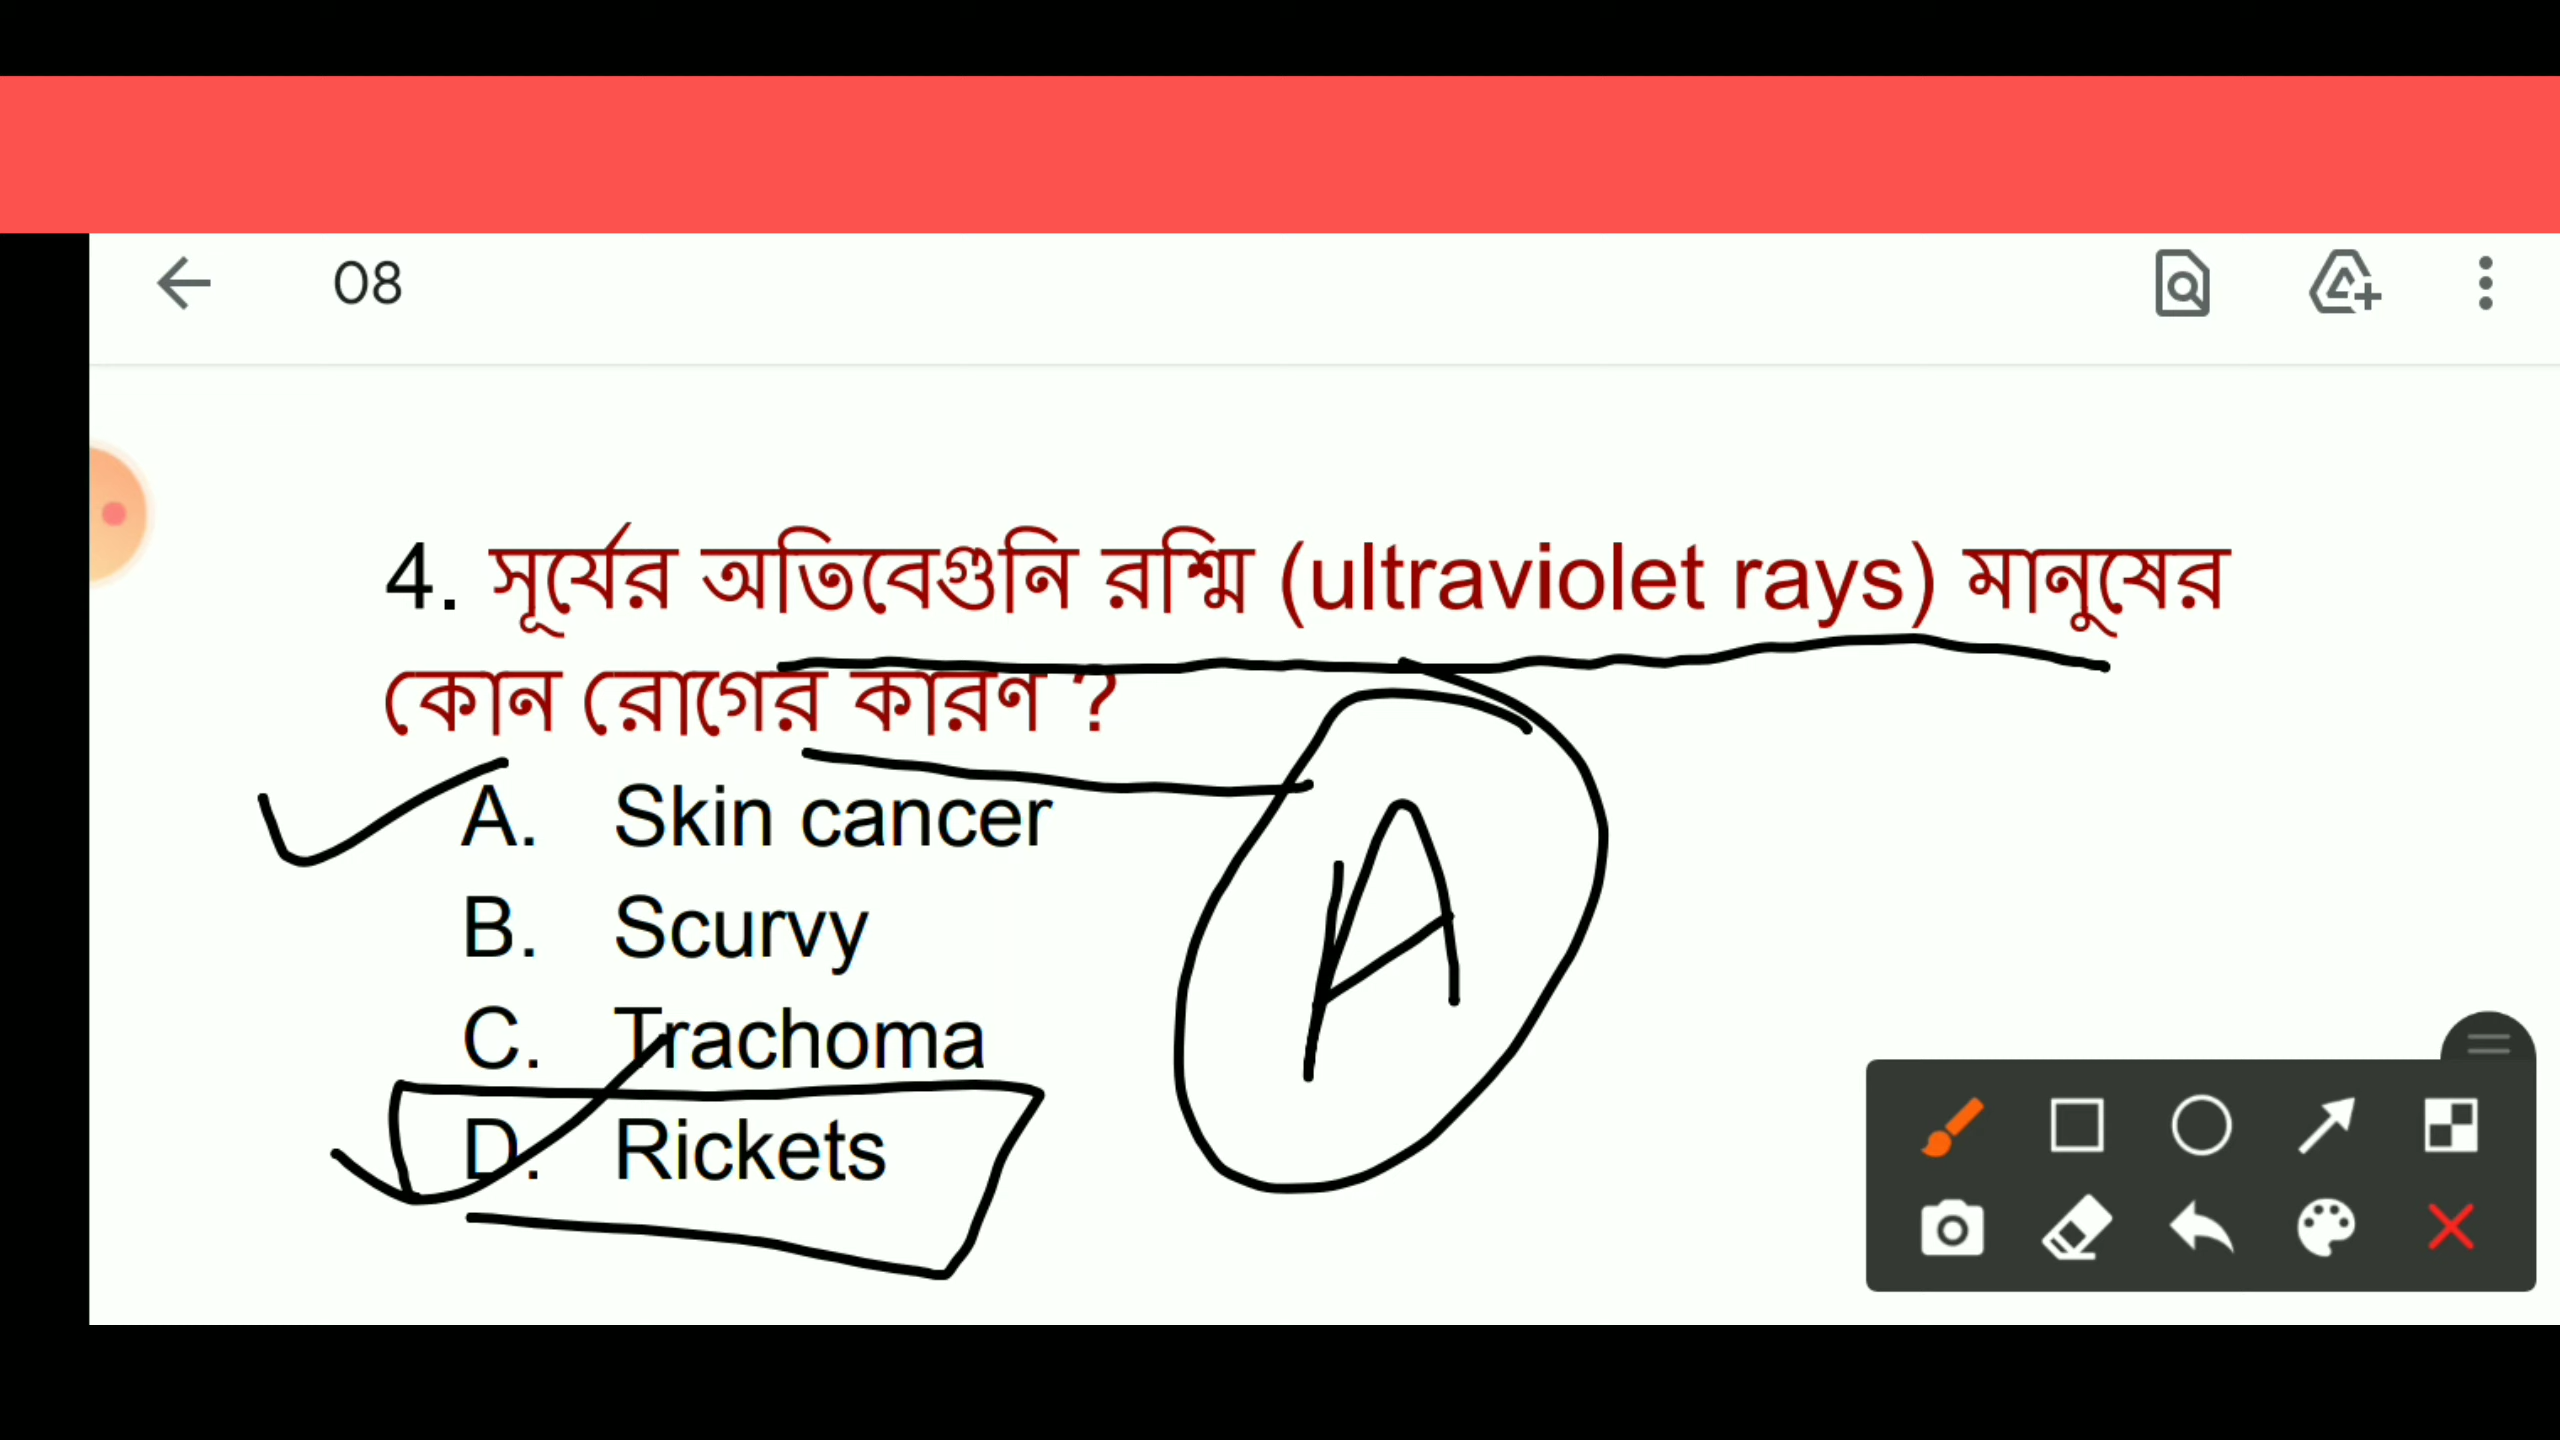 08
4. সূর্যের অতিবেগুনি রশ্মি (ultraviolet rays) মানুষের
কোন রোগের কারণ ?
A. Skin cancer
B. Scurvy
C. Trachoma
D. Rickets
A